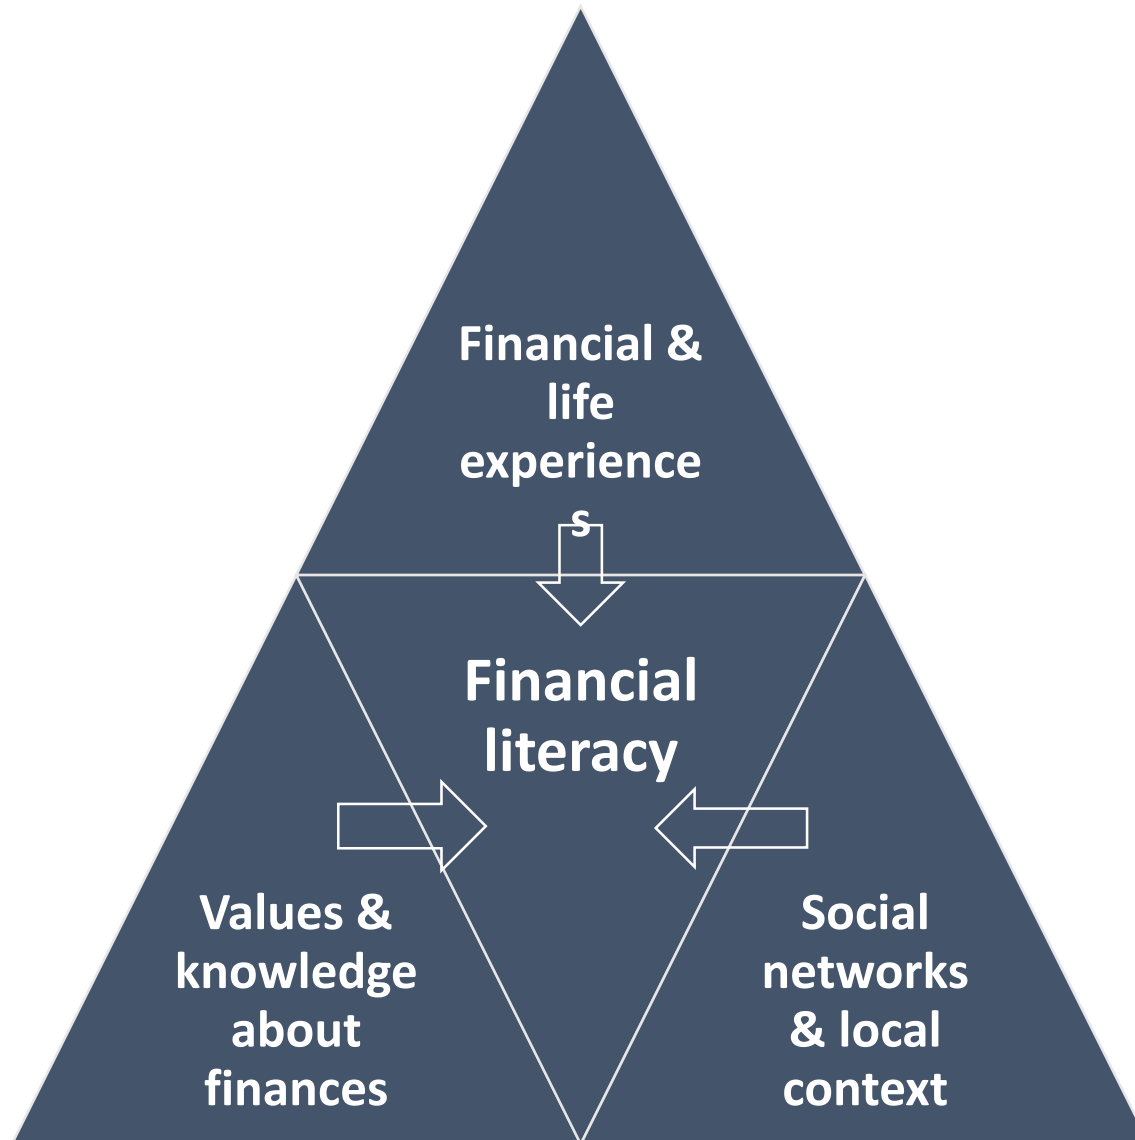 Financial &
life
experience
s
Financial
literacy
Values &
knowledge
about
finances
Social
networks
& local
context